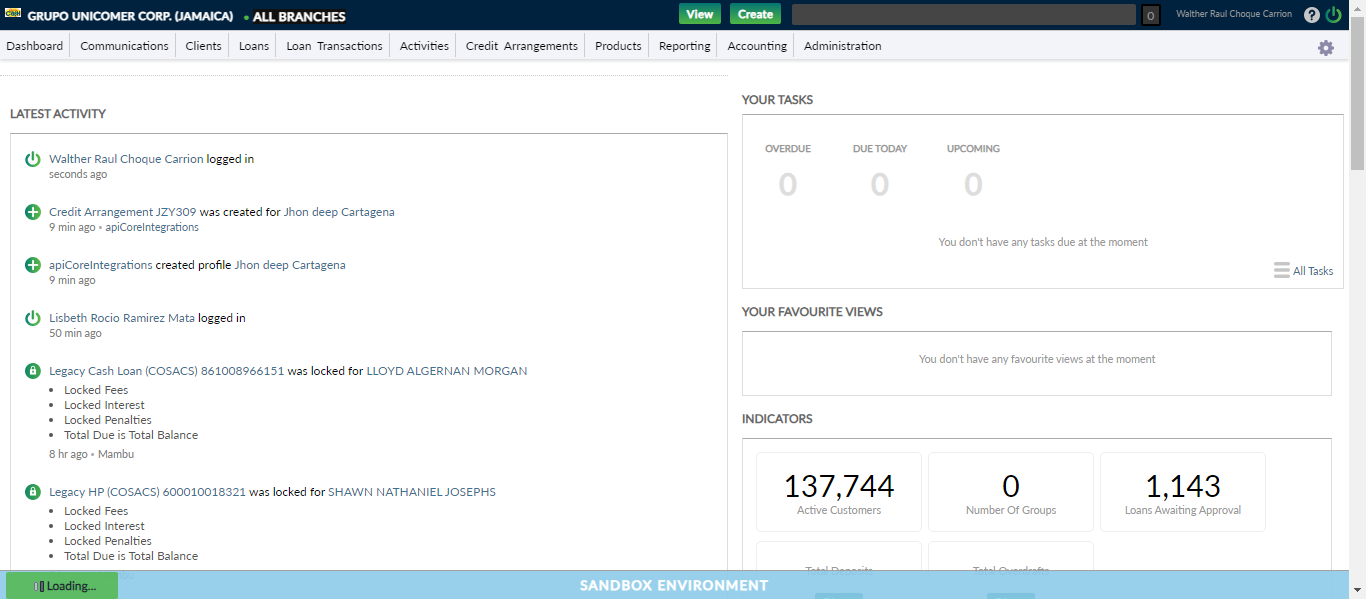 CASH
GRUPO UNICOMER CORP. (JAMAICA) • ALL BRANCHES
View
Create
0
Walther Raul Choque Carrion
?
Dashboard
Communications
Clients
Loans
Loan Transactions
Activities
Credit Arrangements
Products
Reporting
Accounting
Administration
LATEST ACTIVITY
Walther Raul Choque Carrion logged in
seconds ago
Credit Arrangement JZY309 was created for Jhon deep Cartagena
9 min ago • apiCoreIntegrations
apiCoreIntegrations created profile Jhon deep Cartagena
9 min ago
Lisbeth Rocio Ramirez Mata logged in
50 min ago
Legacy Cash Loan (COSACS) 861008966151 was locked for LLOYD ALGERNAN MORGAN
• Locked Fees
• Locked Interest
• Locked Penalties
• Total Due is Total Balance
8 hr ago • Mambu
Legacy HP (COSACS) 600010018321 was locked for SHAWN NATHANIEL JOSEPHS
• Locked Fees
• Locked Interest
• Locked Penalties
• Total Due is Total Balance
YOUR TASKS
OVERDUE
DUE TODAY
UPCOMING
0
0
0
You don't have any tasks due at the moment
All Tasks
YOUR FAVOURITE VIEWS
You don't have any favourite views at the moment
INDICATORS
137,744
Active Customers
0
Number Of Groups
1,143
Loans Awaiting Approval
Total Deposits
Total Overdrafts
Loading...
SANDBOX ENVIRONMENT